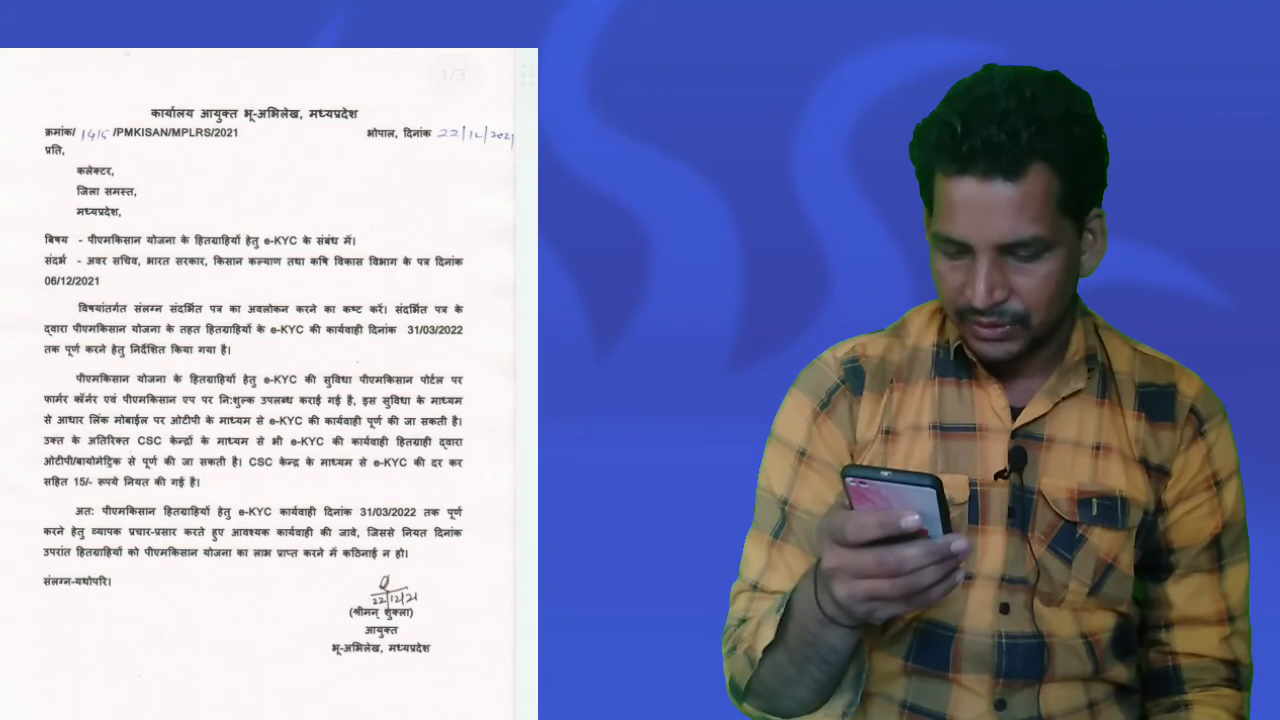 1/3
कार्यालय आयुक्त भू-अभिलेख, मध्यप्रदेश
क्रमांक/ 1416 /PMKISAN/MPLRS/2021 भोपाल, दिनांक 22/12/2021
प्रति,
कलेक्टर,
जिला समस्त,
मध्यप्रदेश,
बिषय - पीएमकिसान योजना के हितग्राहियों हेतु e-KYC के संबंध में।
संदर्भ - अवर सचिव, भारत सरकार, किसान कल्याण तथा कषि विकास विभाग के पत्र दिनांक
06/12/2021
विषयांतर्गत संलग्न संदर्भित पत्र का अवलोकन करने का कष्ट करें। संदर्भित पत्र के
द्वारा पीएमकिसान योजना के तहत हितग्राहियों के e-KYC की कार्यवाही दिनांक 31/03/2022
तक पूर्ण करने हेतु निर्देशित किया गया है।
पीएमकिसान योजना के हितग्राहियों हेतु e-KYC की सुविधा पीएमकिसान पोर्टल पर
फार्मर कॉर्नर एवं पीएमकिसान एप पर नि:शुल्क उपलब्ध कराई गई है, इस सुविधा के माध्यम
से आधार लिंक मोबाईल पर ओटीपी के माध्यम से e-KYC की कार्यवाही पूर्ण की जा सकती है।
उक्त के अतिरिक्त CSC केन्द्रों के माध्यम से भी e-KYC की कार्यवाही हितग्राही द्वारा
ओटीपी/बायोमेट्रिक से पूर्ण की जा सकती है। CSC केन्द्र के माध्यम से e-KYC की दर कर
सहित 15/- रूपये नियत की गई है।
अत: पीएमकिसान हितग्राहियों हेतु e-KYC कार्यवाही दिनांक 31/03/2022 तक पूर्ण
करने हेतु व्यापक प्रचार-प्रसार करते हुए आवश्यक कार्यवाही की जावे, जिससे नियत दिनांक
उपरांत हितग्राहियों को पीएमकिसान योजना का लाभ प्राप्त करने में कठिनाई न हो।
संलग्न-यथोपरि।
22/12/21
(श्रीमन् शुक्ला)
आयुक्त
भू-अभिलेख, मध्यप्रदेश